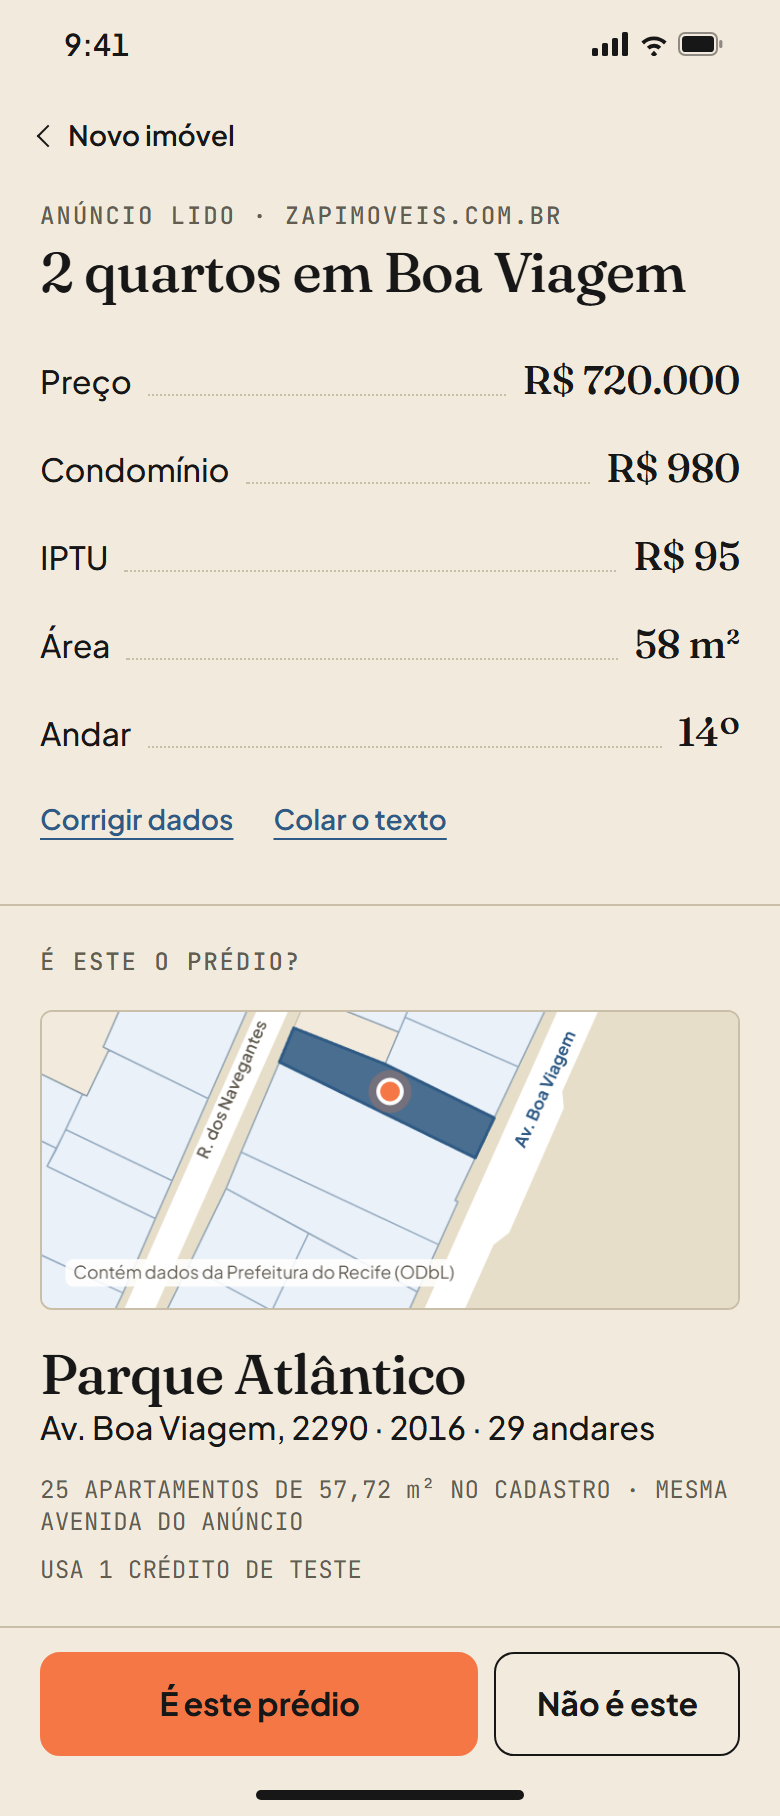 9:41
Novo imóvel
ANÚNCIO LIDO · ZAPIMOVEIS.COM.BR
2 quartos em Boa Viagem
Preço R$ 720.000
Condomínio R$ 980
IPTU R$ 95
Área 58 m²
Andar 14º
Corrigir dados Colar o texto
É ESTE O PRÉDIO?
R. dos Navegantes
Av. Boa Viagem
Contém dados da Prefeitura do Recife (ODbL)
Parque Atlântico
Av. Boa Viagem, 2290 · 2016 · 29 andares
25 APARTAMENTOS DE 57,72 m² NO CADASTRO · MESMA
AVENIDA DO ANÚNCIO
USA 1 CRÉDITO DE TESTE
É este prédio Não é este